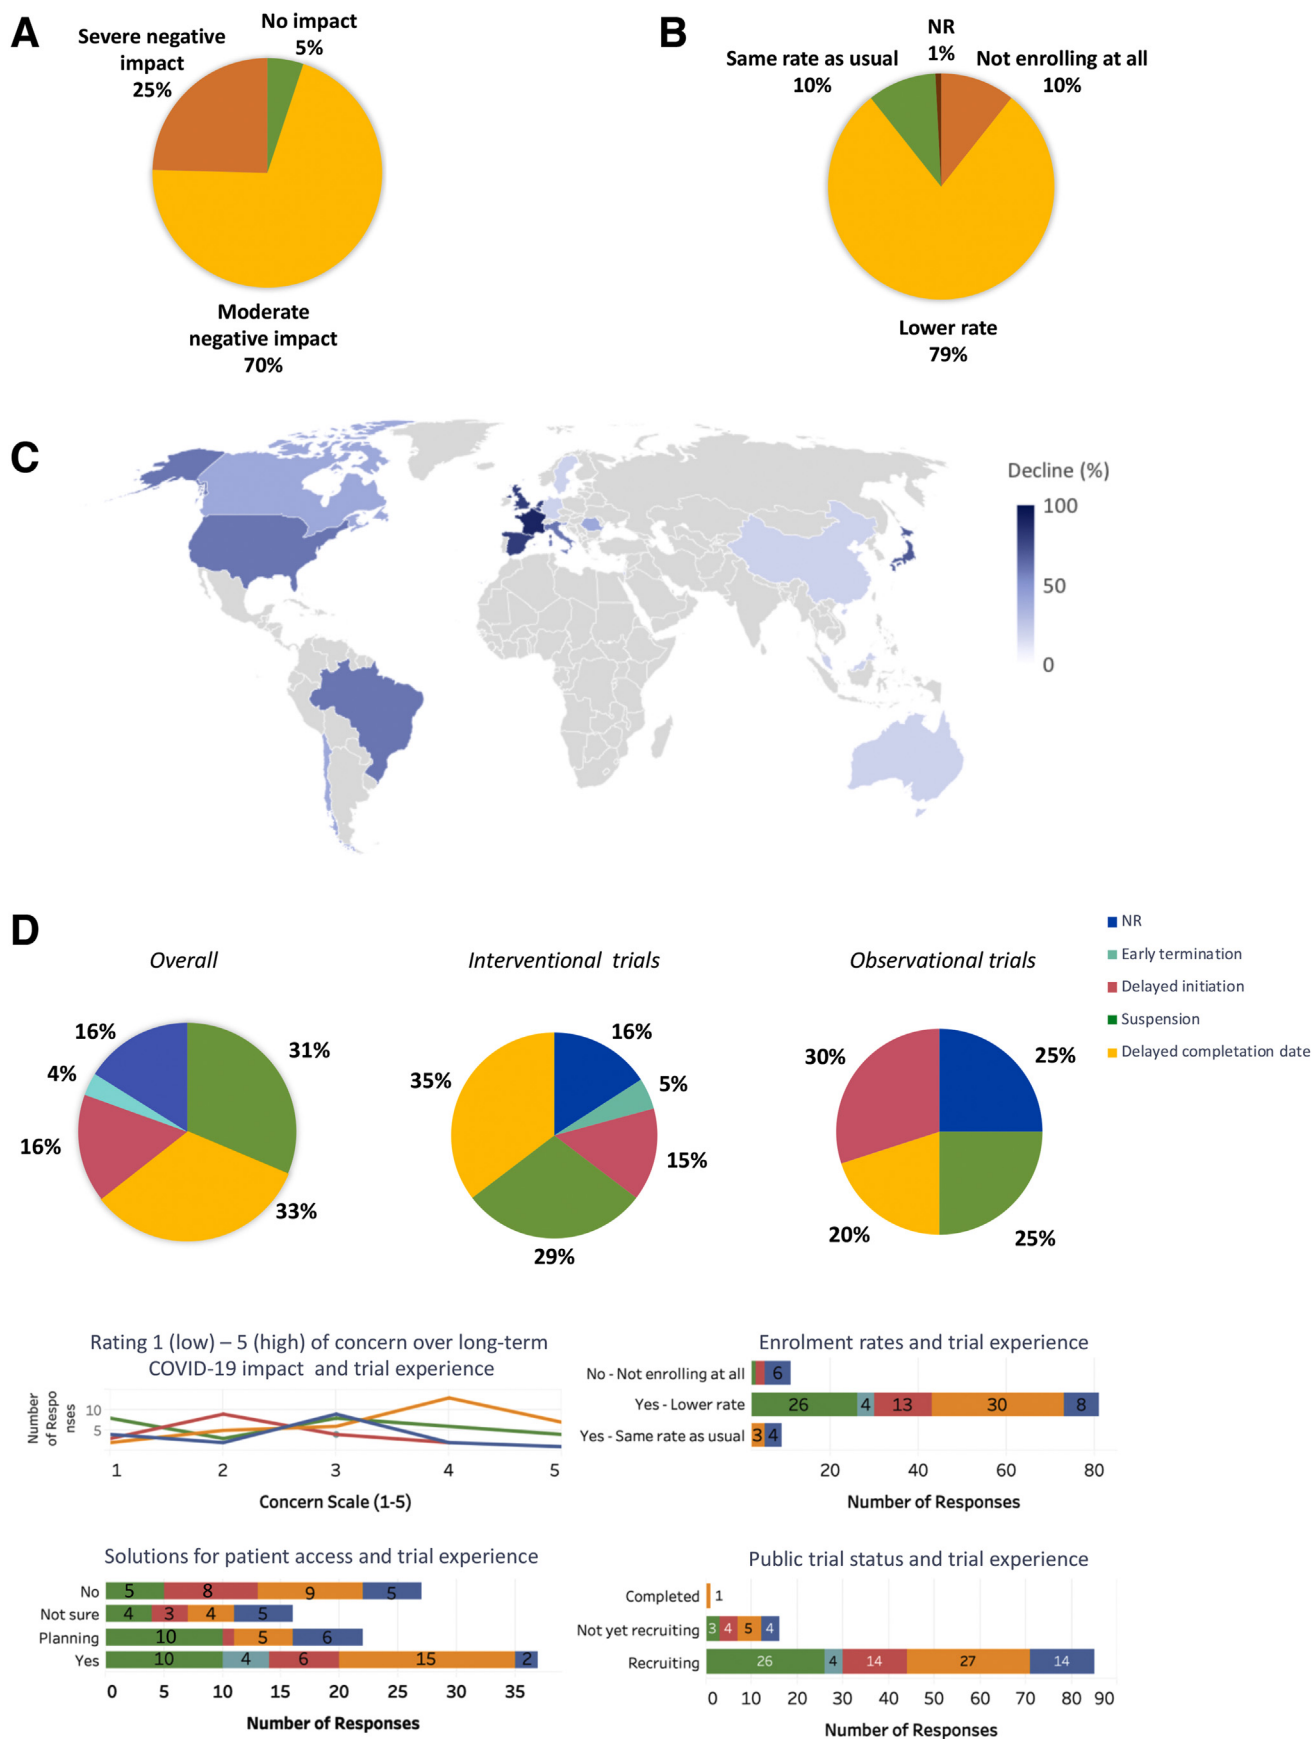 A
No impact
5%
Severe negative
impact
25%
Moderate
negative impact
70%
B
NR
1%
Same rate as usual
10%
Not enrolling at all
10%
Lower rate
79%
C
Decline (%)
100
50
0
D
NR
Early termination
Delayed initiation
Suspension
Delayed completation date
Overall
16%
31%
4%
16%
33%
Interventional trials
16%
35%
5%
15%
29%
Observational trials
30%
25%
20%
25%
Rating 1 (low) – 5 (high) of concern over long-term
COVID-19 impact and trial experience
Number
of Respo
nses
10
5
1 2 3 4 5
Concern Scale (1-5)
Enrolment rates and trial experience
No - Not enrolling at all 6
Yes - Lower rate 26 4 13 30 8
Yes - Same rate as usual 3 4
20 40 60 80
Number of Responses
Solutions for patient access and trial experience
No 5 8 9 5
Not sure 4 3 4 5
Planning 10 5 6
Yes 10 4 6 15 2
0 5 10 15 20 25 30 35
Number of Responses
Public trial status and trial experience
Completed 1
Not yet recruiting 3 4 5 4
Recruiting 26 4 14 27 14
0 10 20 30 40 50 60 70 80 90
Number of Responses